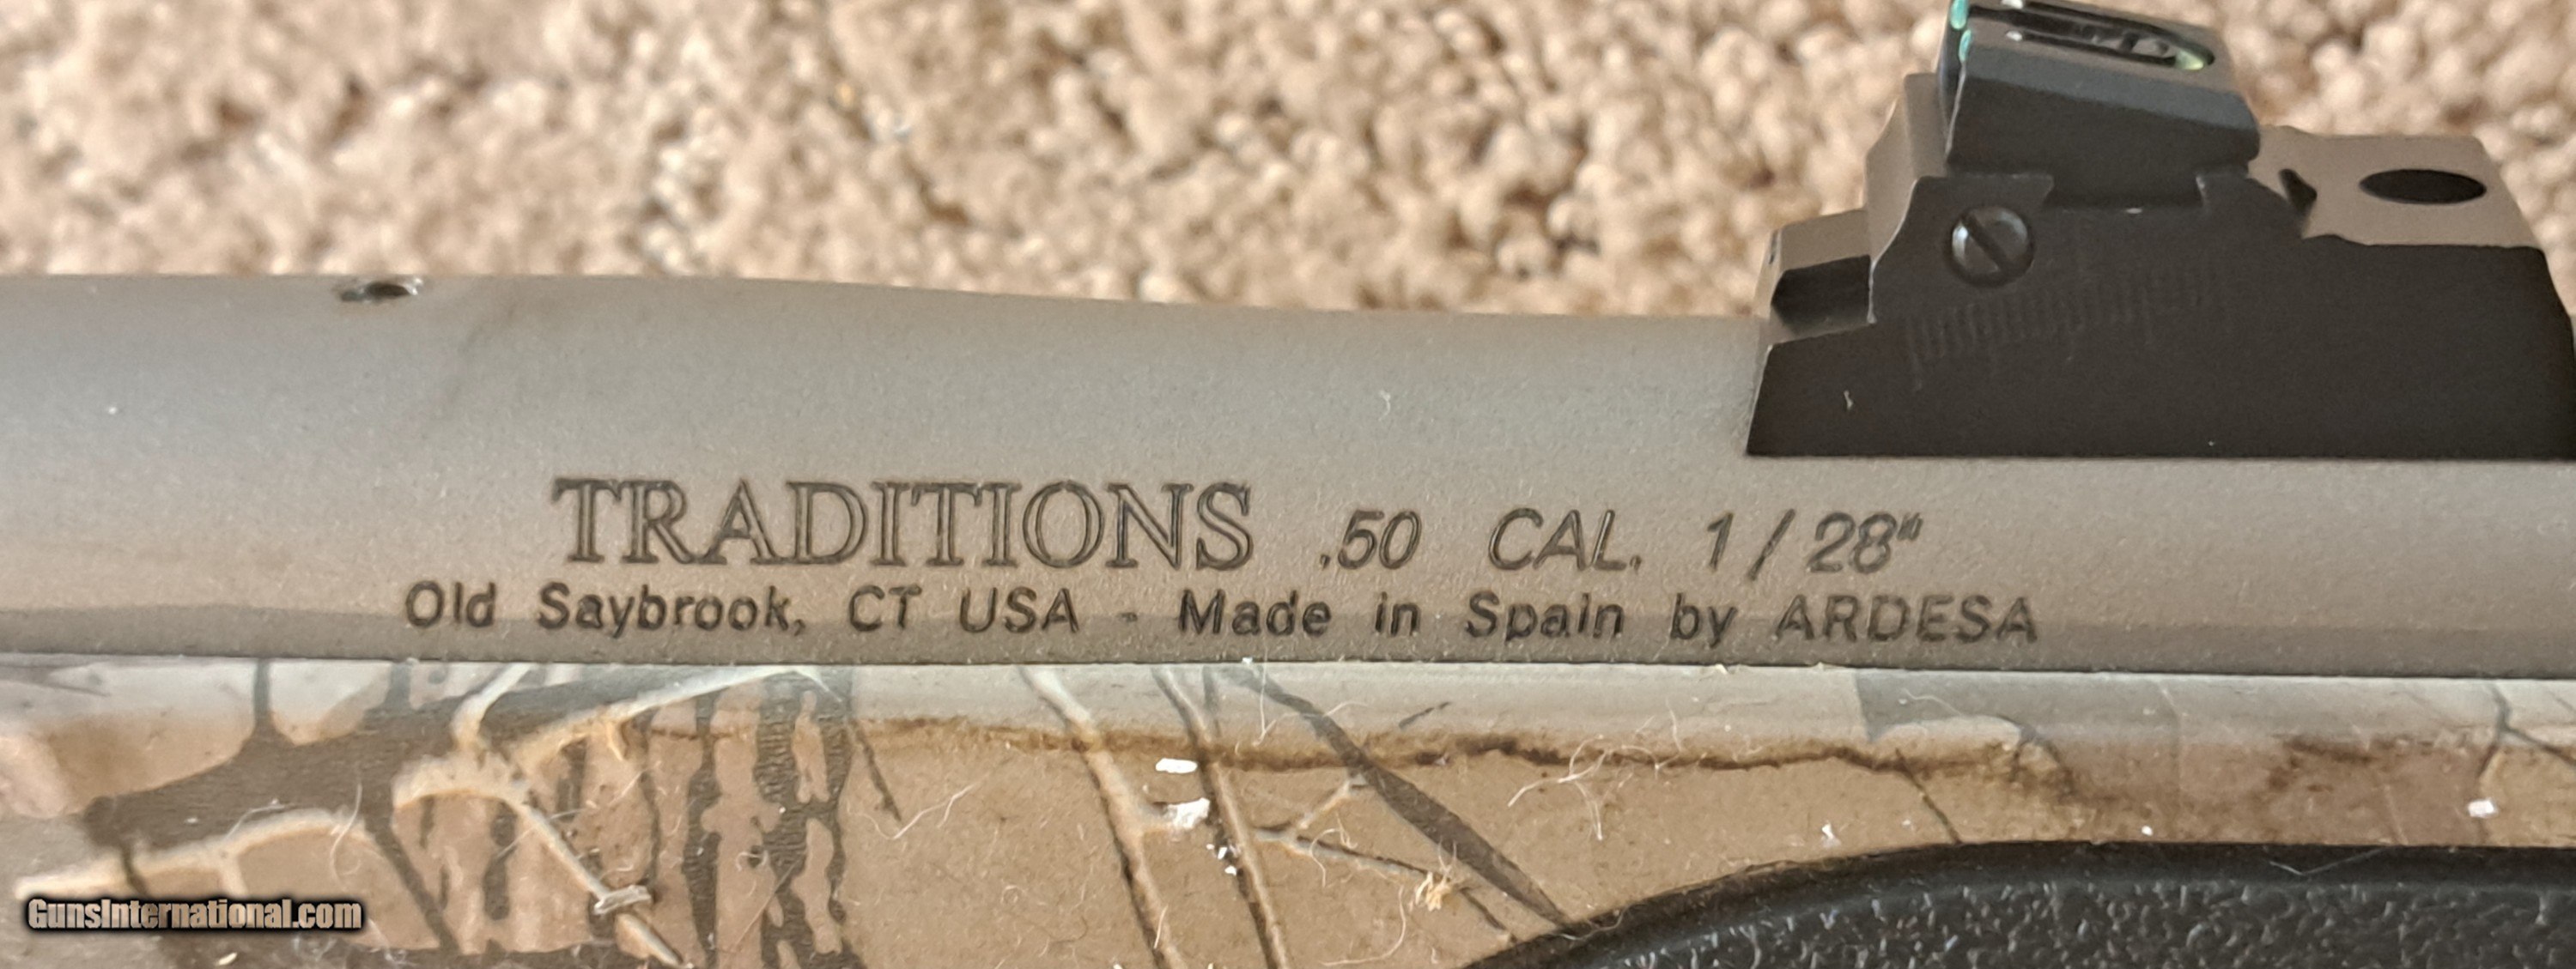 TRADITIONS .50 CAL. 1/28"
Old Saybrook, CT USA - Made in Spain by ARDESA
GunsInternational.com